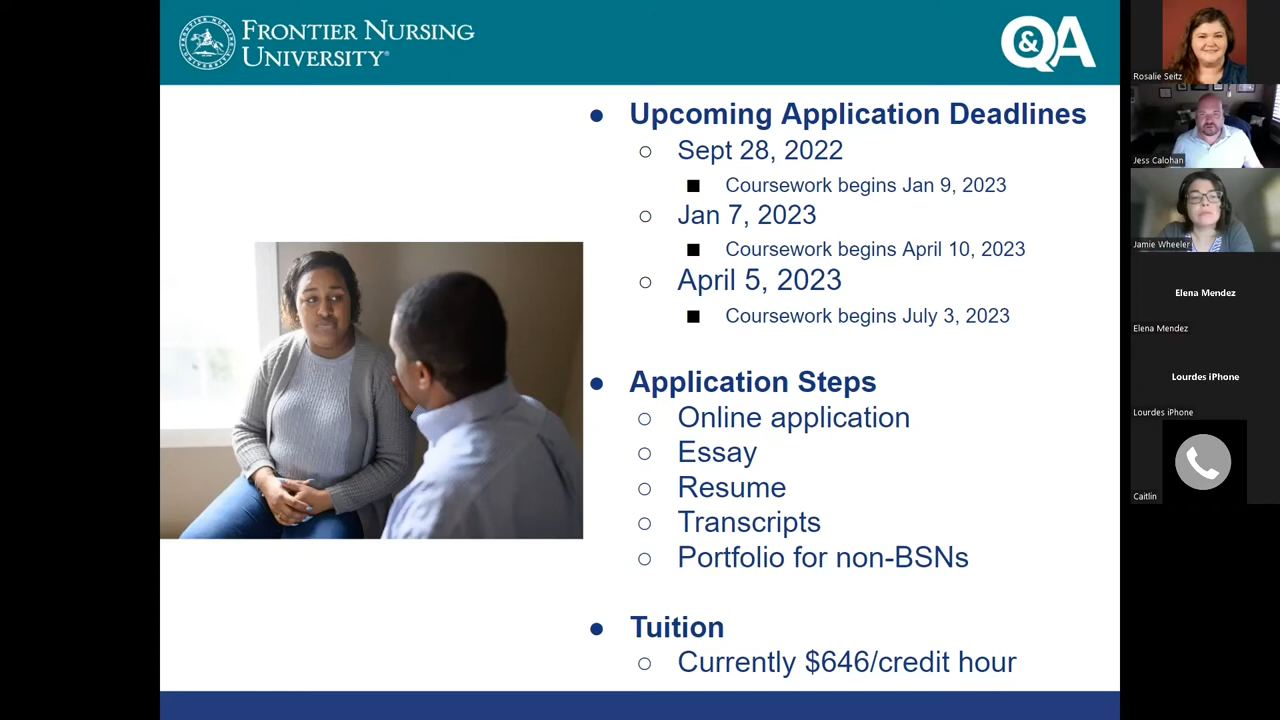 FRONTIER NURSING
UNIVERSITY®
Q&A
● Upcoming Application Deadlines
○ Sept 28, 2022
■ Coursework begins Jan 9, 2023
○ Jan 7, 2023
■ Coursework begins April 10, 2023
○ April 5, 2023
■ Coursework begins July 3, 2023
● Application Steps
○ Online application
○ Essay
○ Resume
○ Transcripts
○ Portfolio for non-BSNs
● Tuition
○ Currently $646/credit hour
Rosalie Seitz
Jess Calohan
Jamie Wheeler
Elena Mendez
Elena Mendez
Lourdes iPhone
Lourdes iPhone
Caitlin